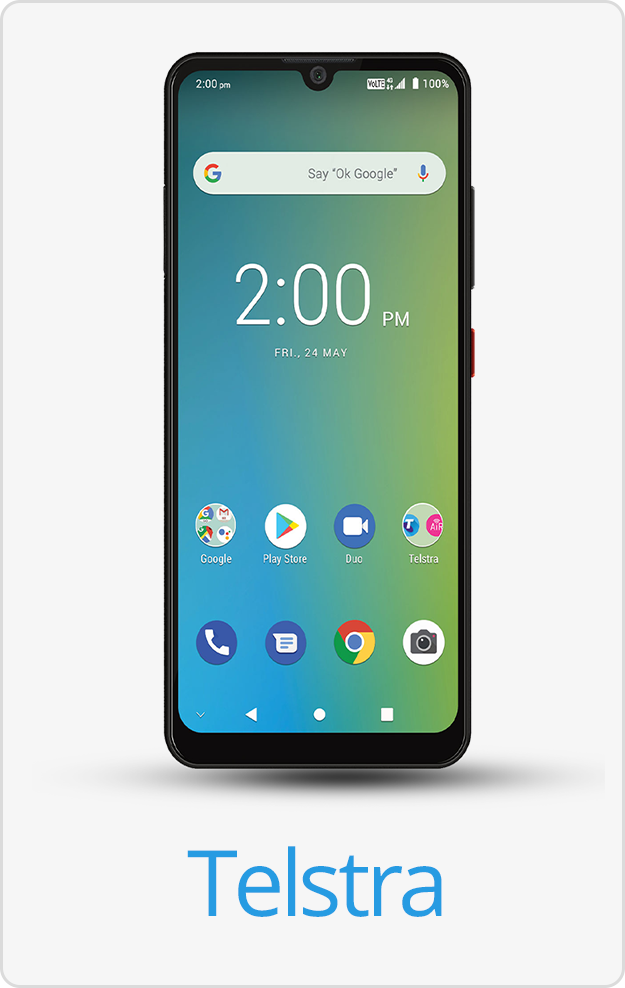 2:00 pm VoLTE 4G 100%
G Say “Ok Google”
2:00 PM
FRI., 24 MAY
Google Play Store Duo Telstra
Telstra